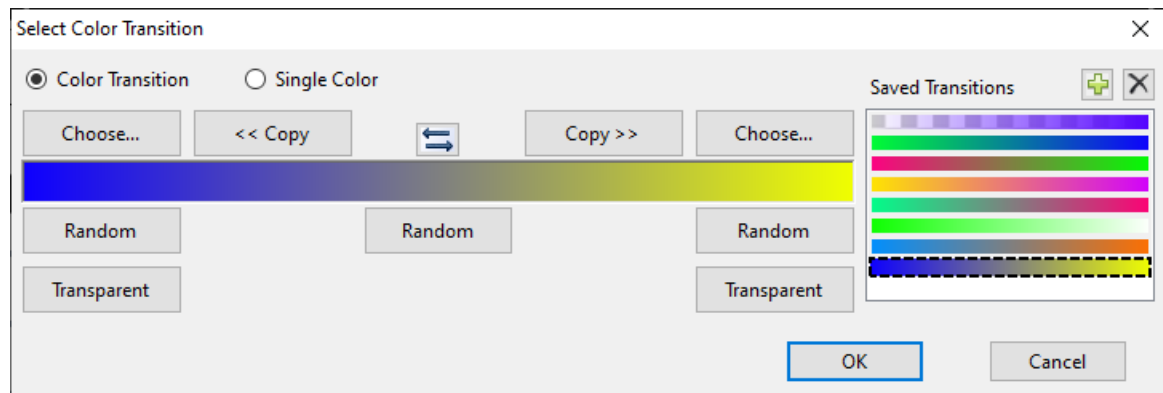 Select Color Transition
Color Transition Single Color
Saved Transitions
Choose... << Copy Copy >> Choose...
Random Random Random
Transparent Transparent
OK Cancel